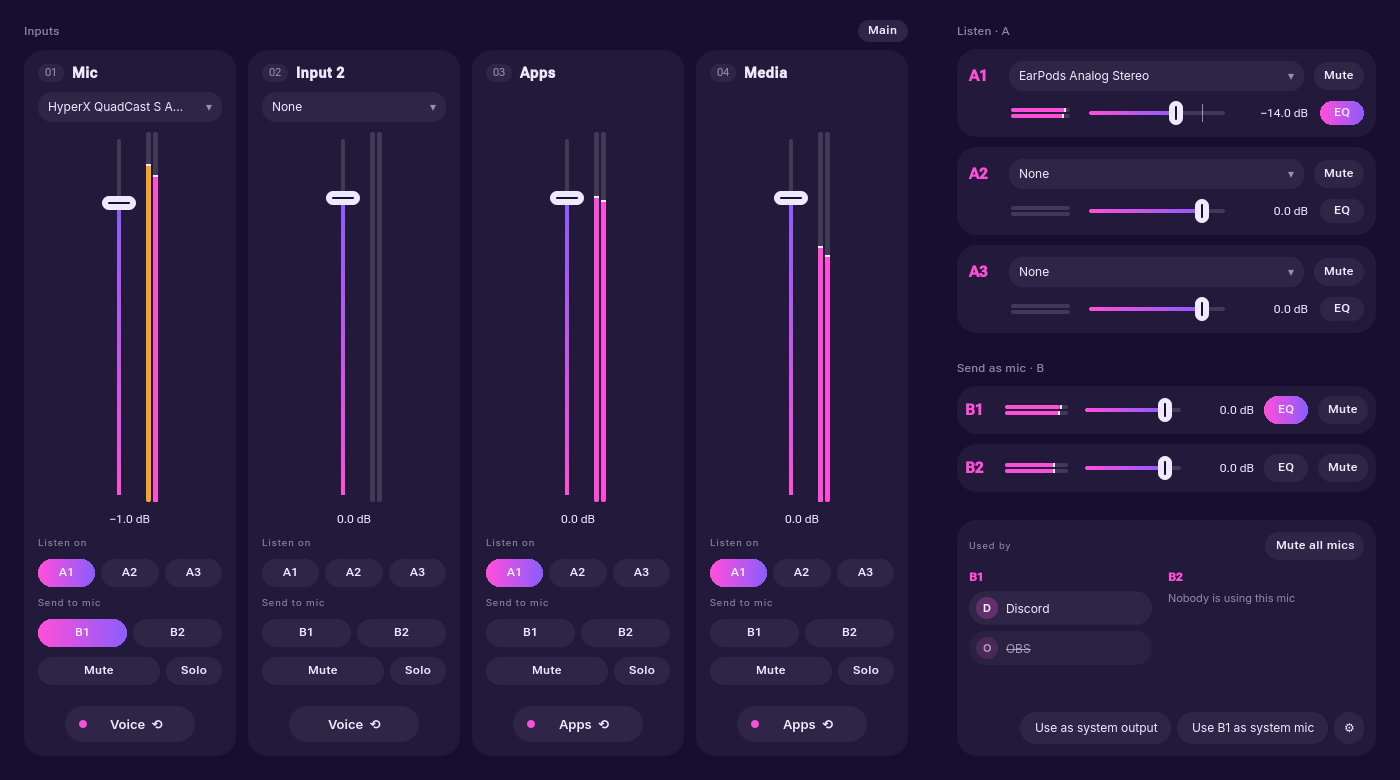 Inputs
Main
01 Mic
HyperX QuadCast S A... ▾
−1.0 dB
Listen on
A1 A2 A3
Send to mic
B1 B2
Mute Solo
Voice ⟲
02 Input 2
None ▾
0.0 dB
Listen on
A1 A2 A3
Send to mic
B1 B2
Mute Solo
Voice ⟲
03 Apps
0.0 dB
Listen on
A1 A2 A3
Send to mic
B1 B2
Mute Solo
Apps ⟲
04 Media
0.0 dB
Listen on
A1 A2 A3
Send to mic
B1 B2
Mute Solo
Apps ⟲
Listen · A
A1 EarPods Analog Stereo ▾ Mute
−14.0 dB EQ
A2 None ▾ Mute
0.0 dB EQ
A3 None ▾ Mute
0.0 dB EQ
Send as mic · B
B1 0.0 dB EQ Mute
B2 0.0 dB EQ Mute
Used by Mute all mics
B1 B2
D Discord
Nobody is using this mic
O OBS
Use as system output Use B1 as system mic ⚙